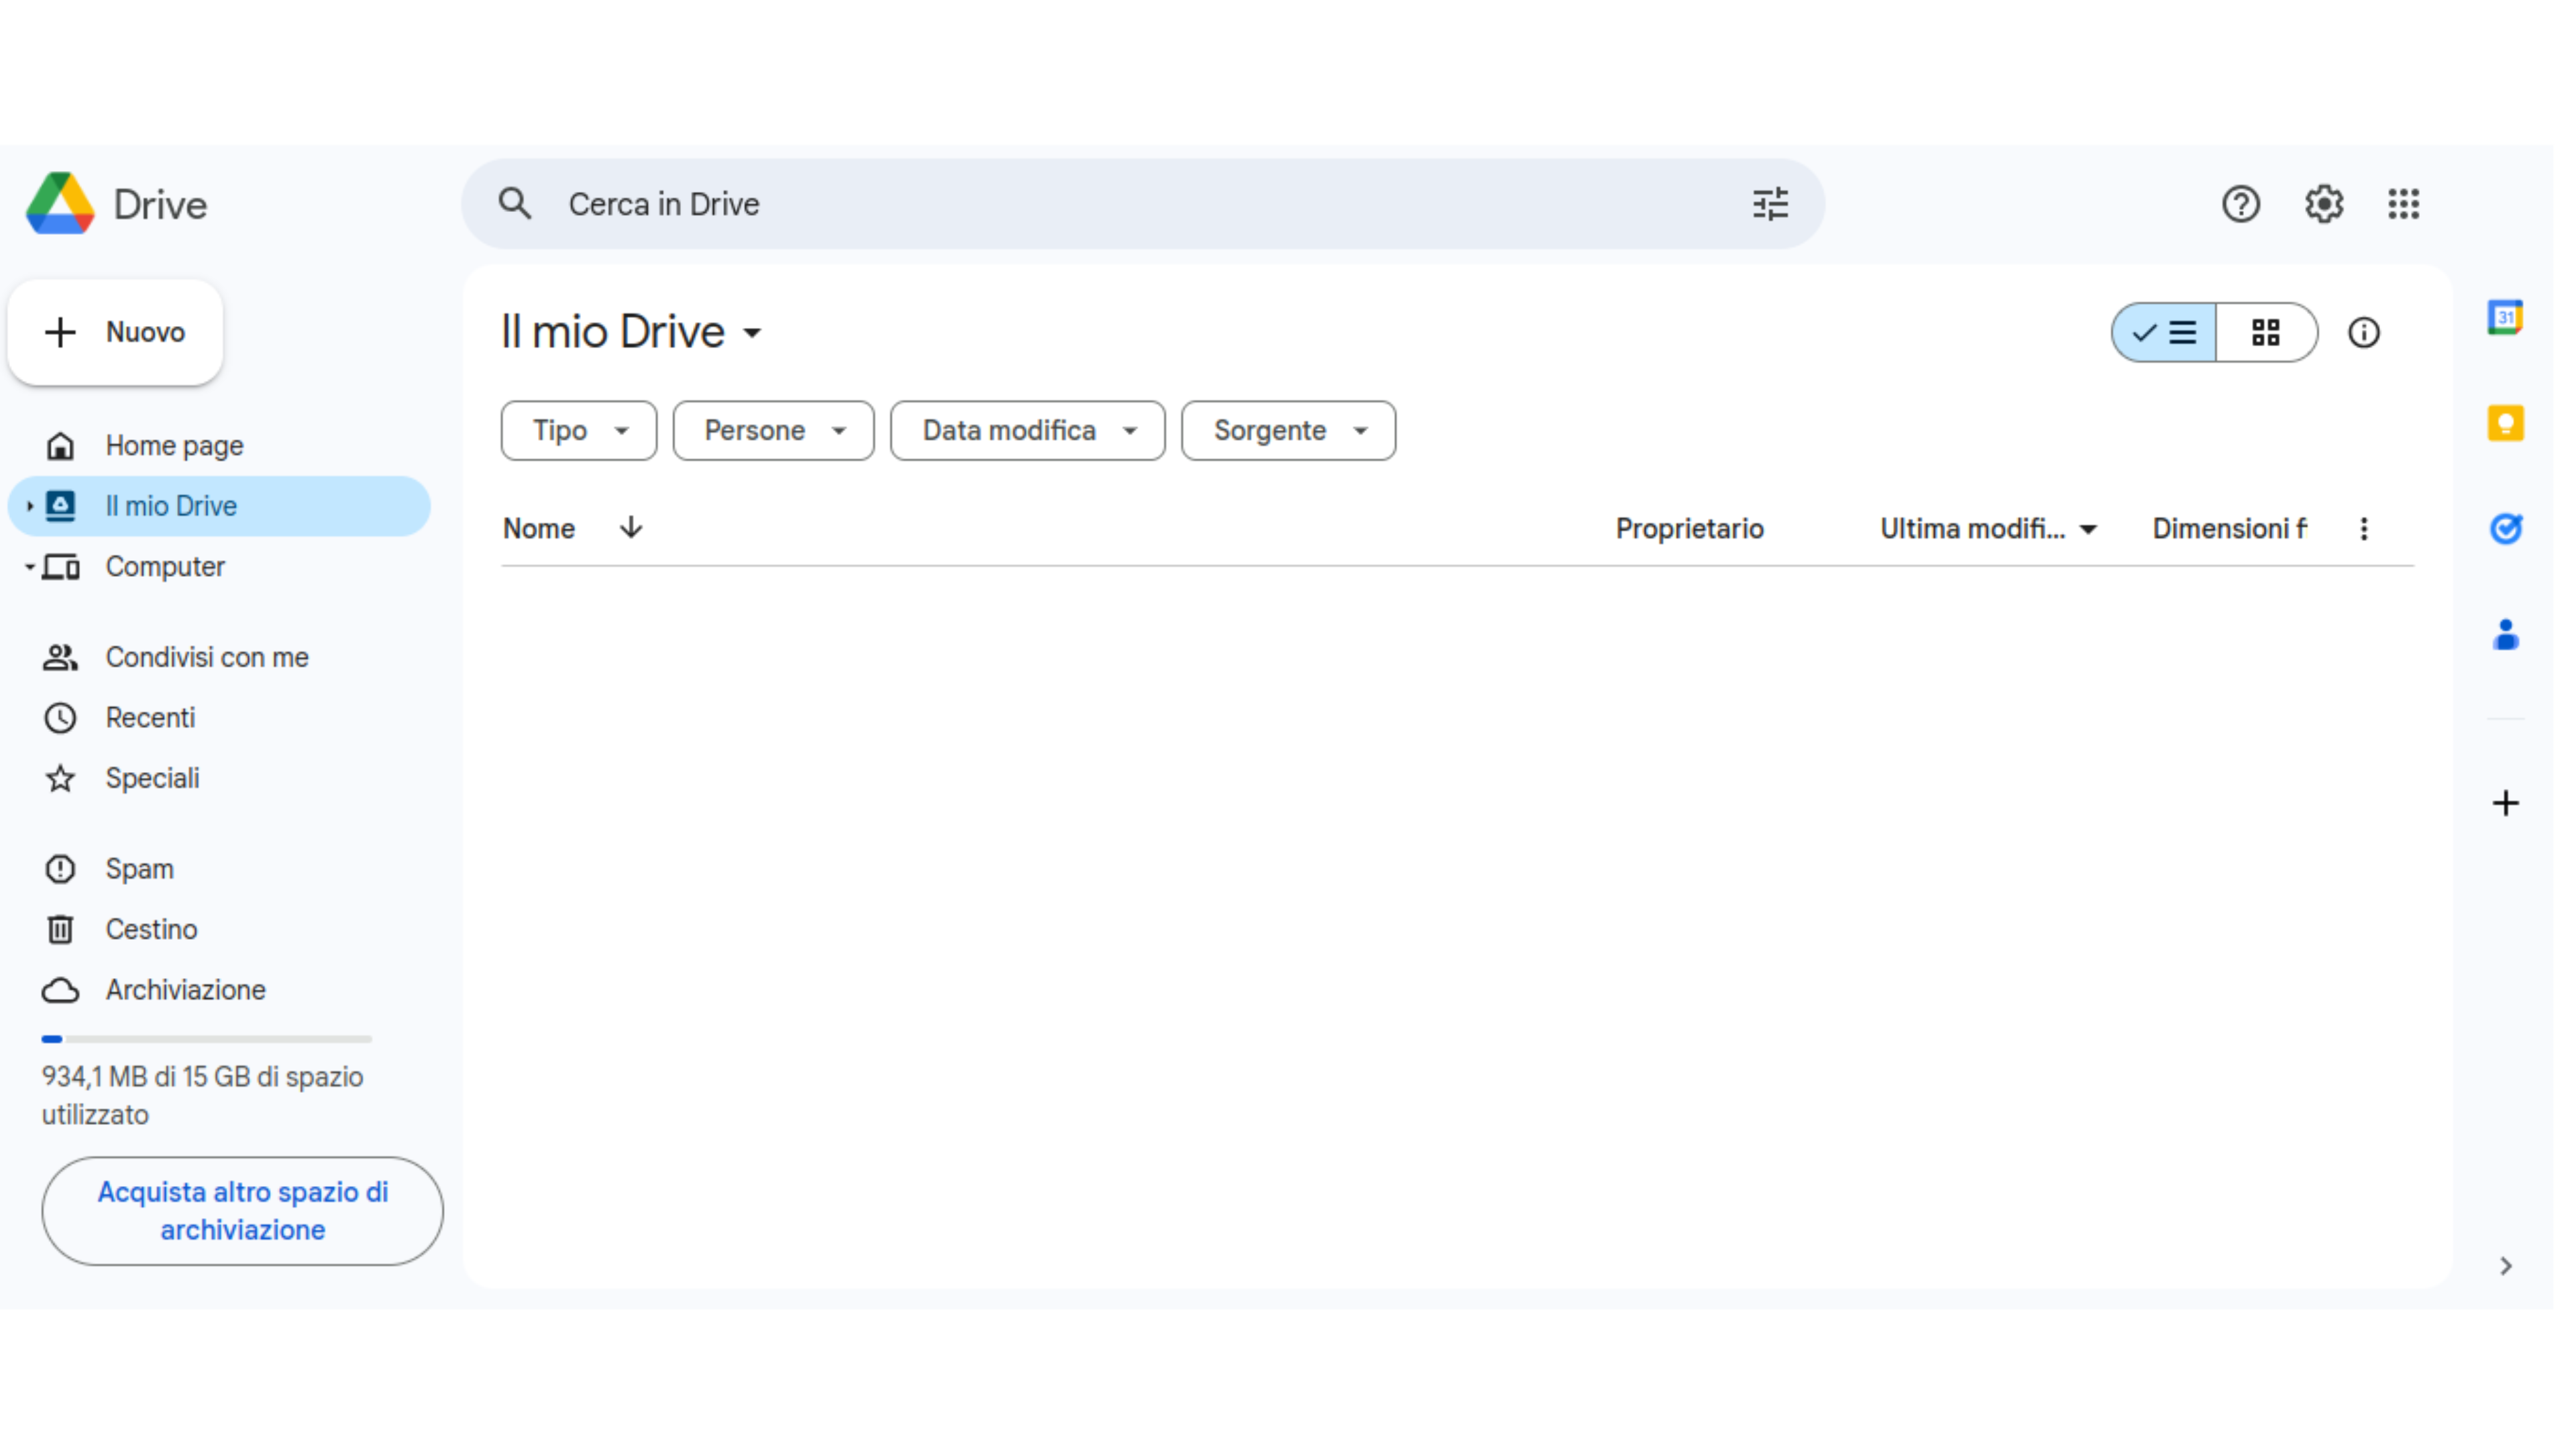 Drive
Cerca in Drive
Nuovo
Il mio Drive
Tipo
Persone
Data modifica
Sorgente
Home page
Il mio Drive
Computer
Condivisi con me
Recenti
Speciali
Spam
Cestino
Archiviazione
934,1 MB di 15 GB di spazio
utilizzato
Acquista altro spazio di
archiviazione
Nome
Proprietario
Ultima modifi...
Dimensioni f
31